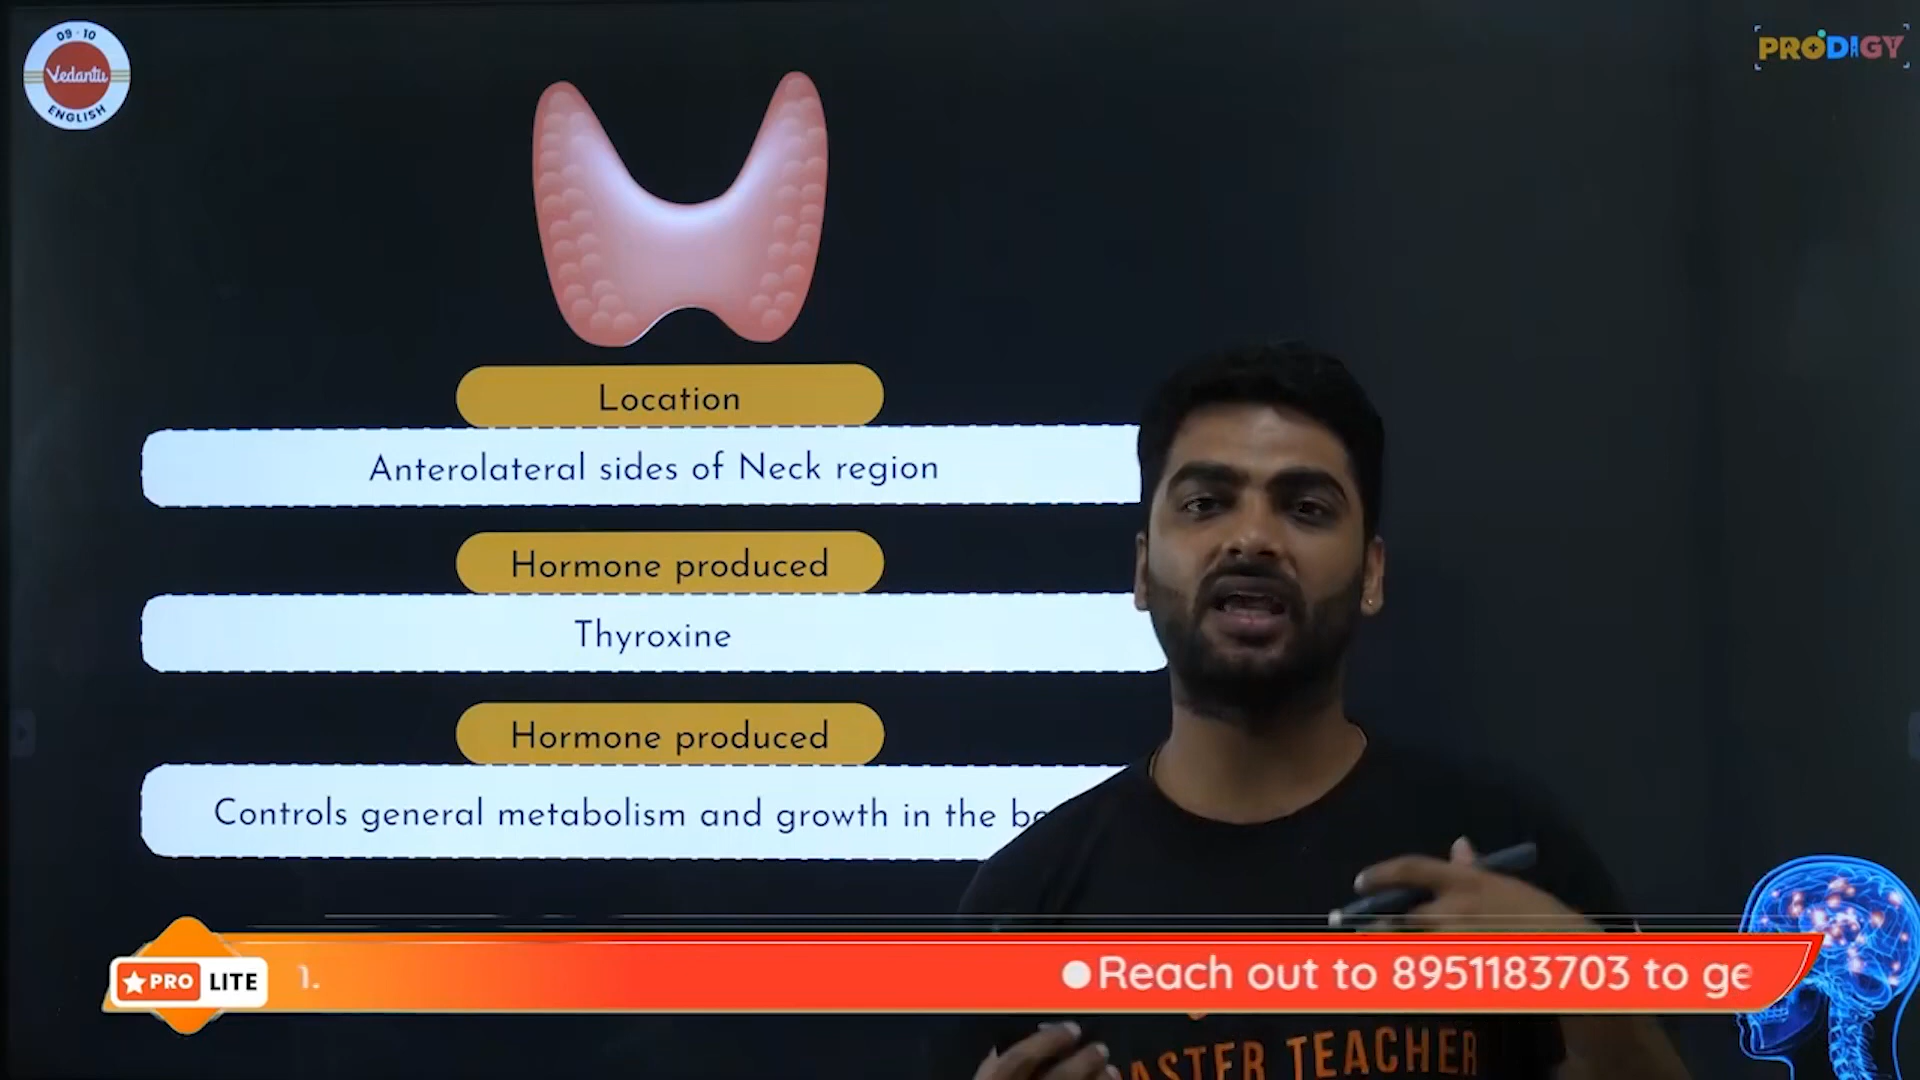 09-10
Vedantu
ENGLISH
PRODIGY
Location
Anterolateral sides of Neck region
Hormone produced
Thyroxine
Hormone produced
Controls general metabolism and growth in the
PRO LITE
1.
Reach out to 8951183703 to ge
TEACHER